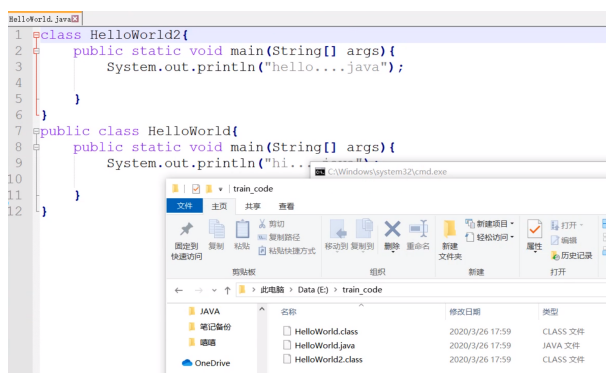 HelloWorld.java
1 class HelloWorld2{
2 public static void main(String[] args){
3 System.out.println("hello....java");
4
5 }
6 }
7 public class HelloWorld{
8 public static void main(String[] args){
9 System.out.println("hi...
10
11 }
12 }
C:\Windows\system32\cmd.exe
train_code
文件 主页 共享 查看
固定到快速访问 复制 粘贴 剪切 复制路径 粘贴快捷方式 移动到 复制到 删除 重命名 新建文件夹 新建项目 轻松访问 属性 打开 编辑 历史记录
剪贴板 组织 新建 打开
此电脑 > Data (E:) > train_code
JAVA
笔记备份
嘻嘻
OneDrive
名称 修改日期 类型
HelloWorld.class 2020/3/26 17:59 CLASS 文件
HelloWorld.java 2020/3/26 17:59 JAVA 文件
HelloWorld2.class 2020/3/26 17:59 CLASS 文件